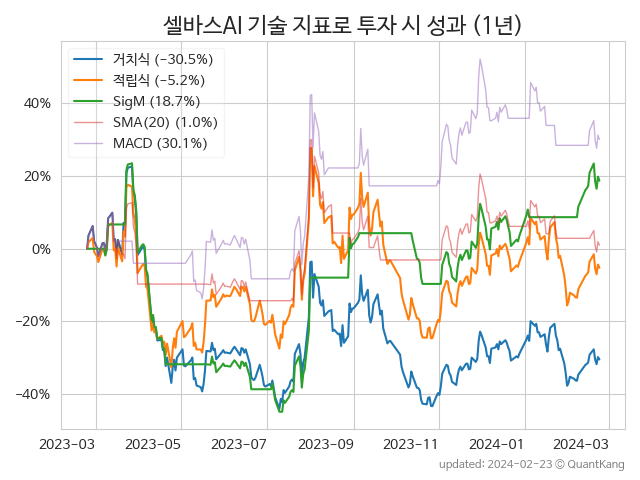 셀바스AI 기술 지표로 투자 시 성과 (1년)
거치식 (-30.5%)
적립식 (-5.2%)
SigM (18.7%)
SMA(20) (1.0%)
MACD (30.1%)
40%
20%
0%
-20%
-40%
2023-03 2023-05 2023-07 2023-09 2023-11 2024-01 2024-03
updated: 2024-02-23 © QuantKang